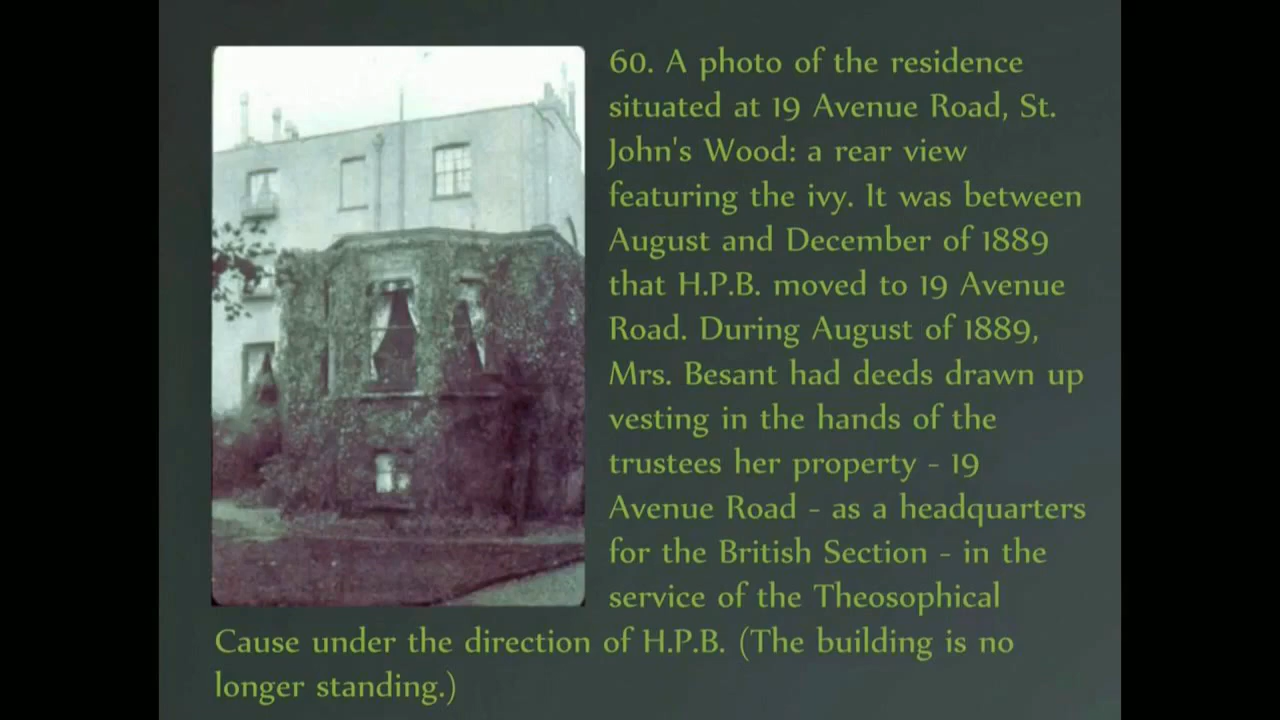 60. A photo of the residence
situated at 19 Avenue Road, St.
John's Wood: a rear view
featuring the ivy. It was between
August and December of 1889
that H.P.B. moved to 19 Avenue
Road. During August of 1889,
Mrs. Besant had deeds drawn up
vesting in the hands of the
trustees her property - 19
Avenue Road - as a headquarters
for the British Section - in the
service of the Theosophical
Cause under the direction of H.P.B. (The building is no
longer standing.)